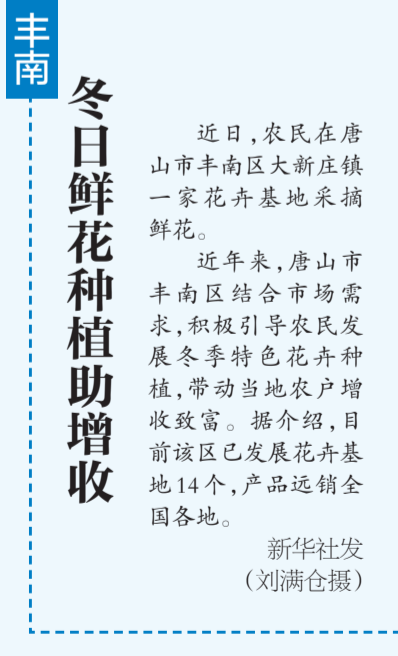 丰南
冬日鲜花种植助增收
近日，农民在唐
山市丰南区大新庄镇
一家花卉基地采摘
鲜花。
近年来，唐山市
丰南区结合市场需
求，积极引导农民发
展冬季特色花卉种
植，带动当地农户增
收致富。据介绍，目
前该区已发展花卉基
地14个，产品远销全
国各地。
新华社发
（刘满仓摄）